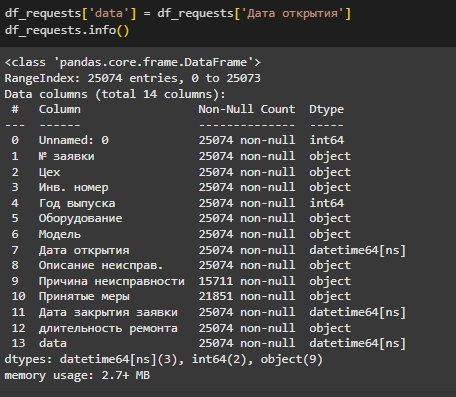 df_requests['data'] = df_requests['Дата открытия']
df_requests.info()
<class 'pandas.core.frame.DataFrame'>
RangeIndex: 25074 entries, 0 to 25073
Data columns (total 14 columns):
 #   Column               Non-Null Count  Dtype
---  ------               --------------  -----
 0   Unnamed: 0           25074 non-null  int64
 1   № заявки             25074 non-null  object
 2   Цех                  25074 non-null  object
 3   Инв. номер           25074 non-null  object
 4   Год выпуска          25074 non-null  int64
 5   Оборудование         25074 non-null  object
 6   Модель               25074 non-null  object
 7   Дата открытия        25074 non-null  datetime64[ns]
 8   Описание неисправ.   25074 non-null  object
 9   Причина неисправности  15711 non-null  object
 10  Принятые меры        21851 non-null  object
 11  Дата закрытия заявки  25074 non-null  datetime64[ns]
 12  длительность ремонта  25074 non-null  object
 13  data                 25074 non-null  datetime64[ns]
dtypes: datetime64[ns](3), int64(2), object(9)
memory usage: 2.7+ MB